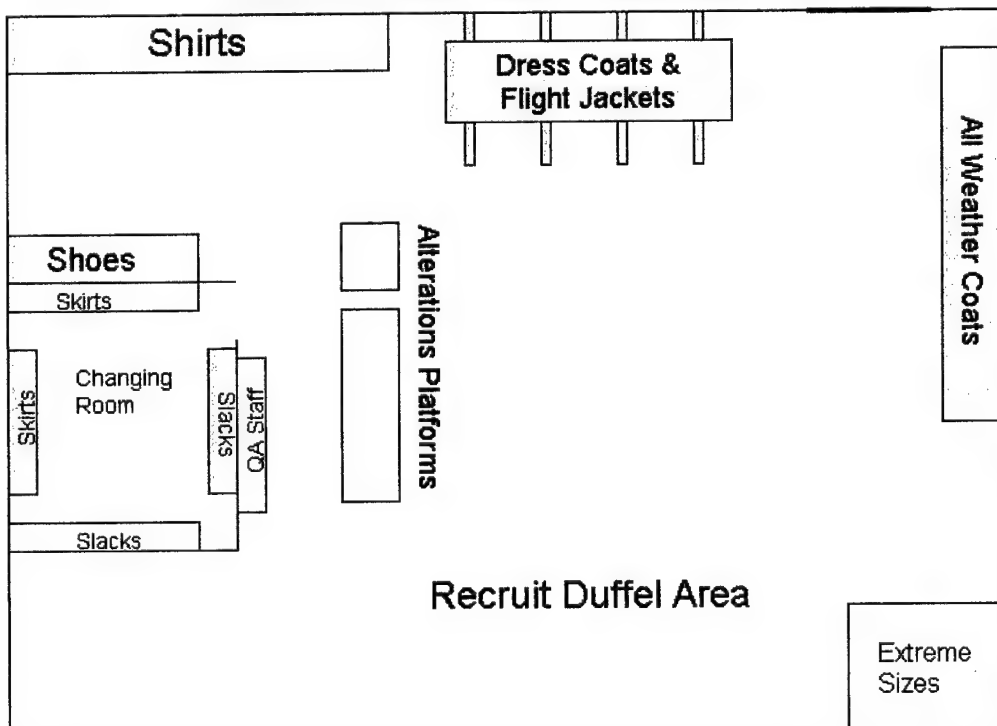 Shirts
Dress Coats &
Flight Jackets
All Weather Coats
Shoes
Skirts
Alterations Platforms
Changing
Room
Skirts
Slacks
QA Staff
Slacks
Recruit Duffel Area
Extreme
Sizes